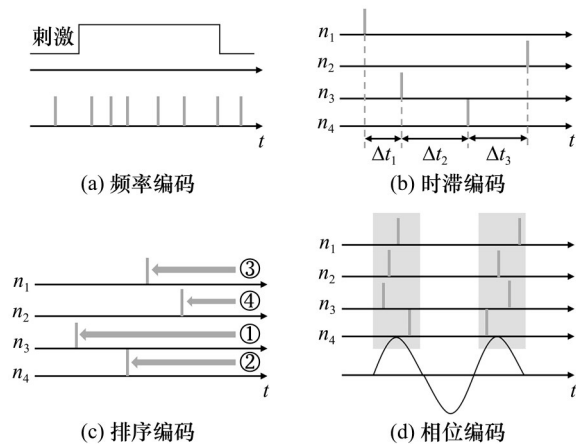 刺激
t
(a) 频率编码
n1
n2
n3
n4
Δt1 Δt2 Δt3
t
(b) 时滞编码
n1 ③
n2 ④
n3 ①
n4 ②
t
(c) 排序编码
n1
n2
n3
n4
t
(d) 相位编码